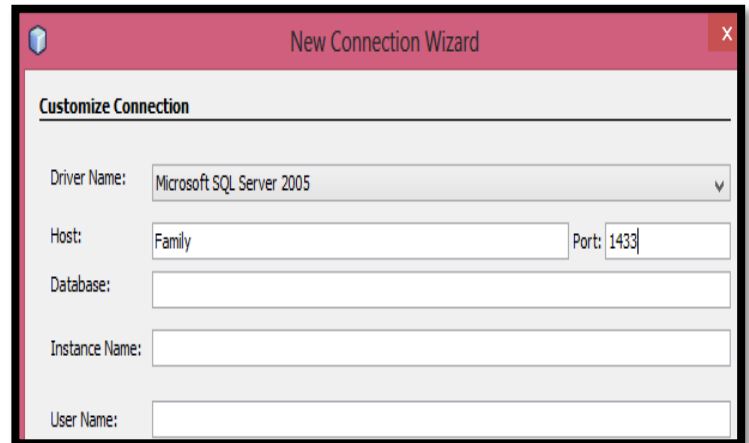 New Connection Wizard
X
Customize Connection
Driver Name: Microsoft SQL Server 2005
Host: Family Port: 1433
Database:
Instance Name:
User Name: